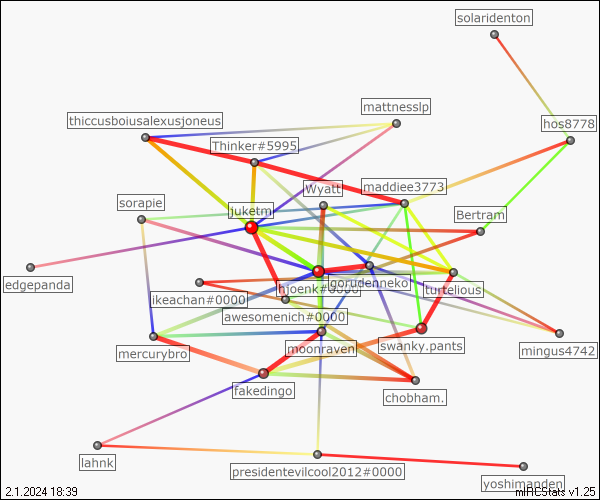 solaridenton
mattnesslp
thiccusboiusalexusjoneus
hos8778
Thinker#5995
maddiee3773
Wyatt
sorapie
juketm
Bertram
edgepanda
hjoenk#0000
gorudenneko
turtelious
ikeachan#0000
awesomenich#0000
moonraven
swanky.pants
mercurybro
mingus4742
fakedingo
chobham.
lahnk
presidentevilcool2012#0000
yoshimanden
2.1.2024 18:39
mIRCStats v1.25